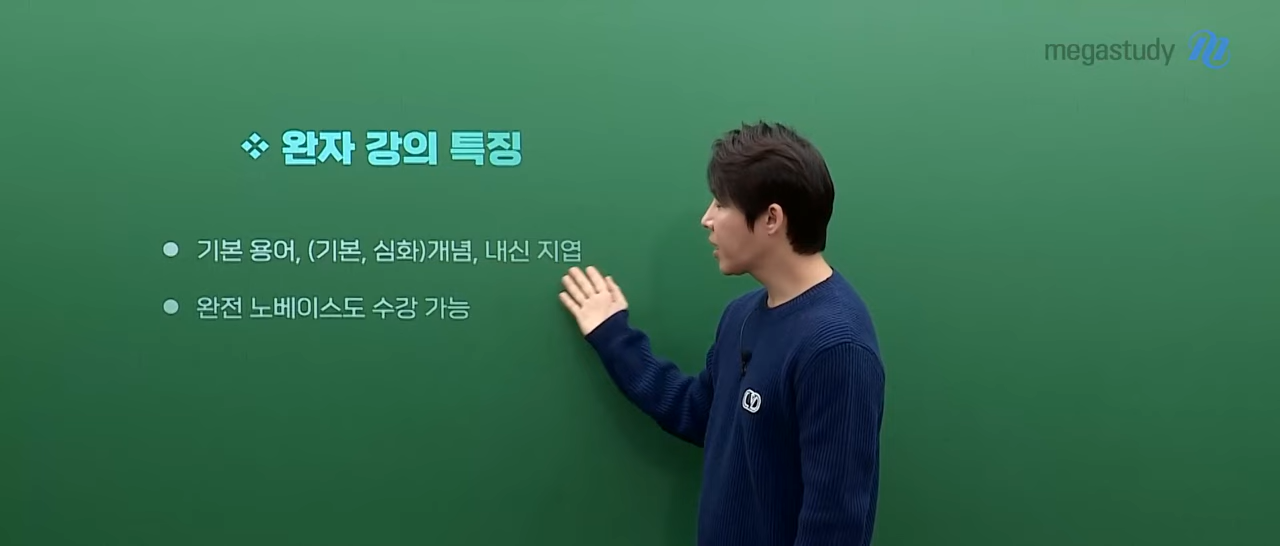 megastudy
완자 강의 특징
기본 용어, (기본, 심화)개념, 내신 지엽
완전 노베이스도 수강 가능